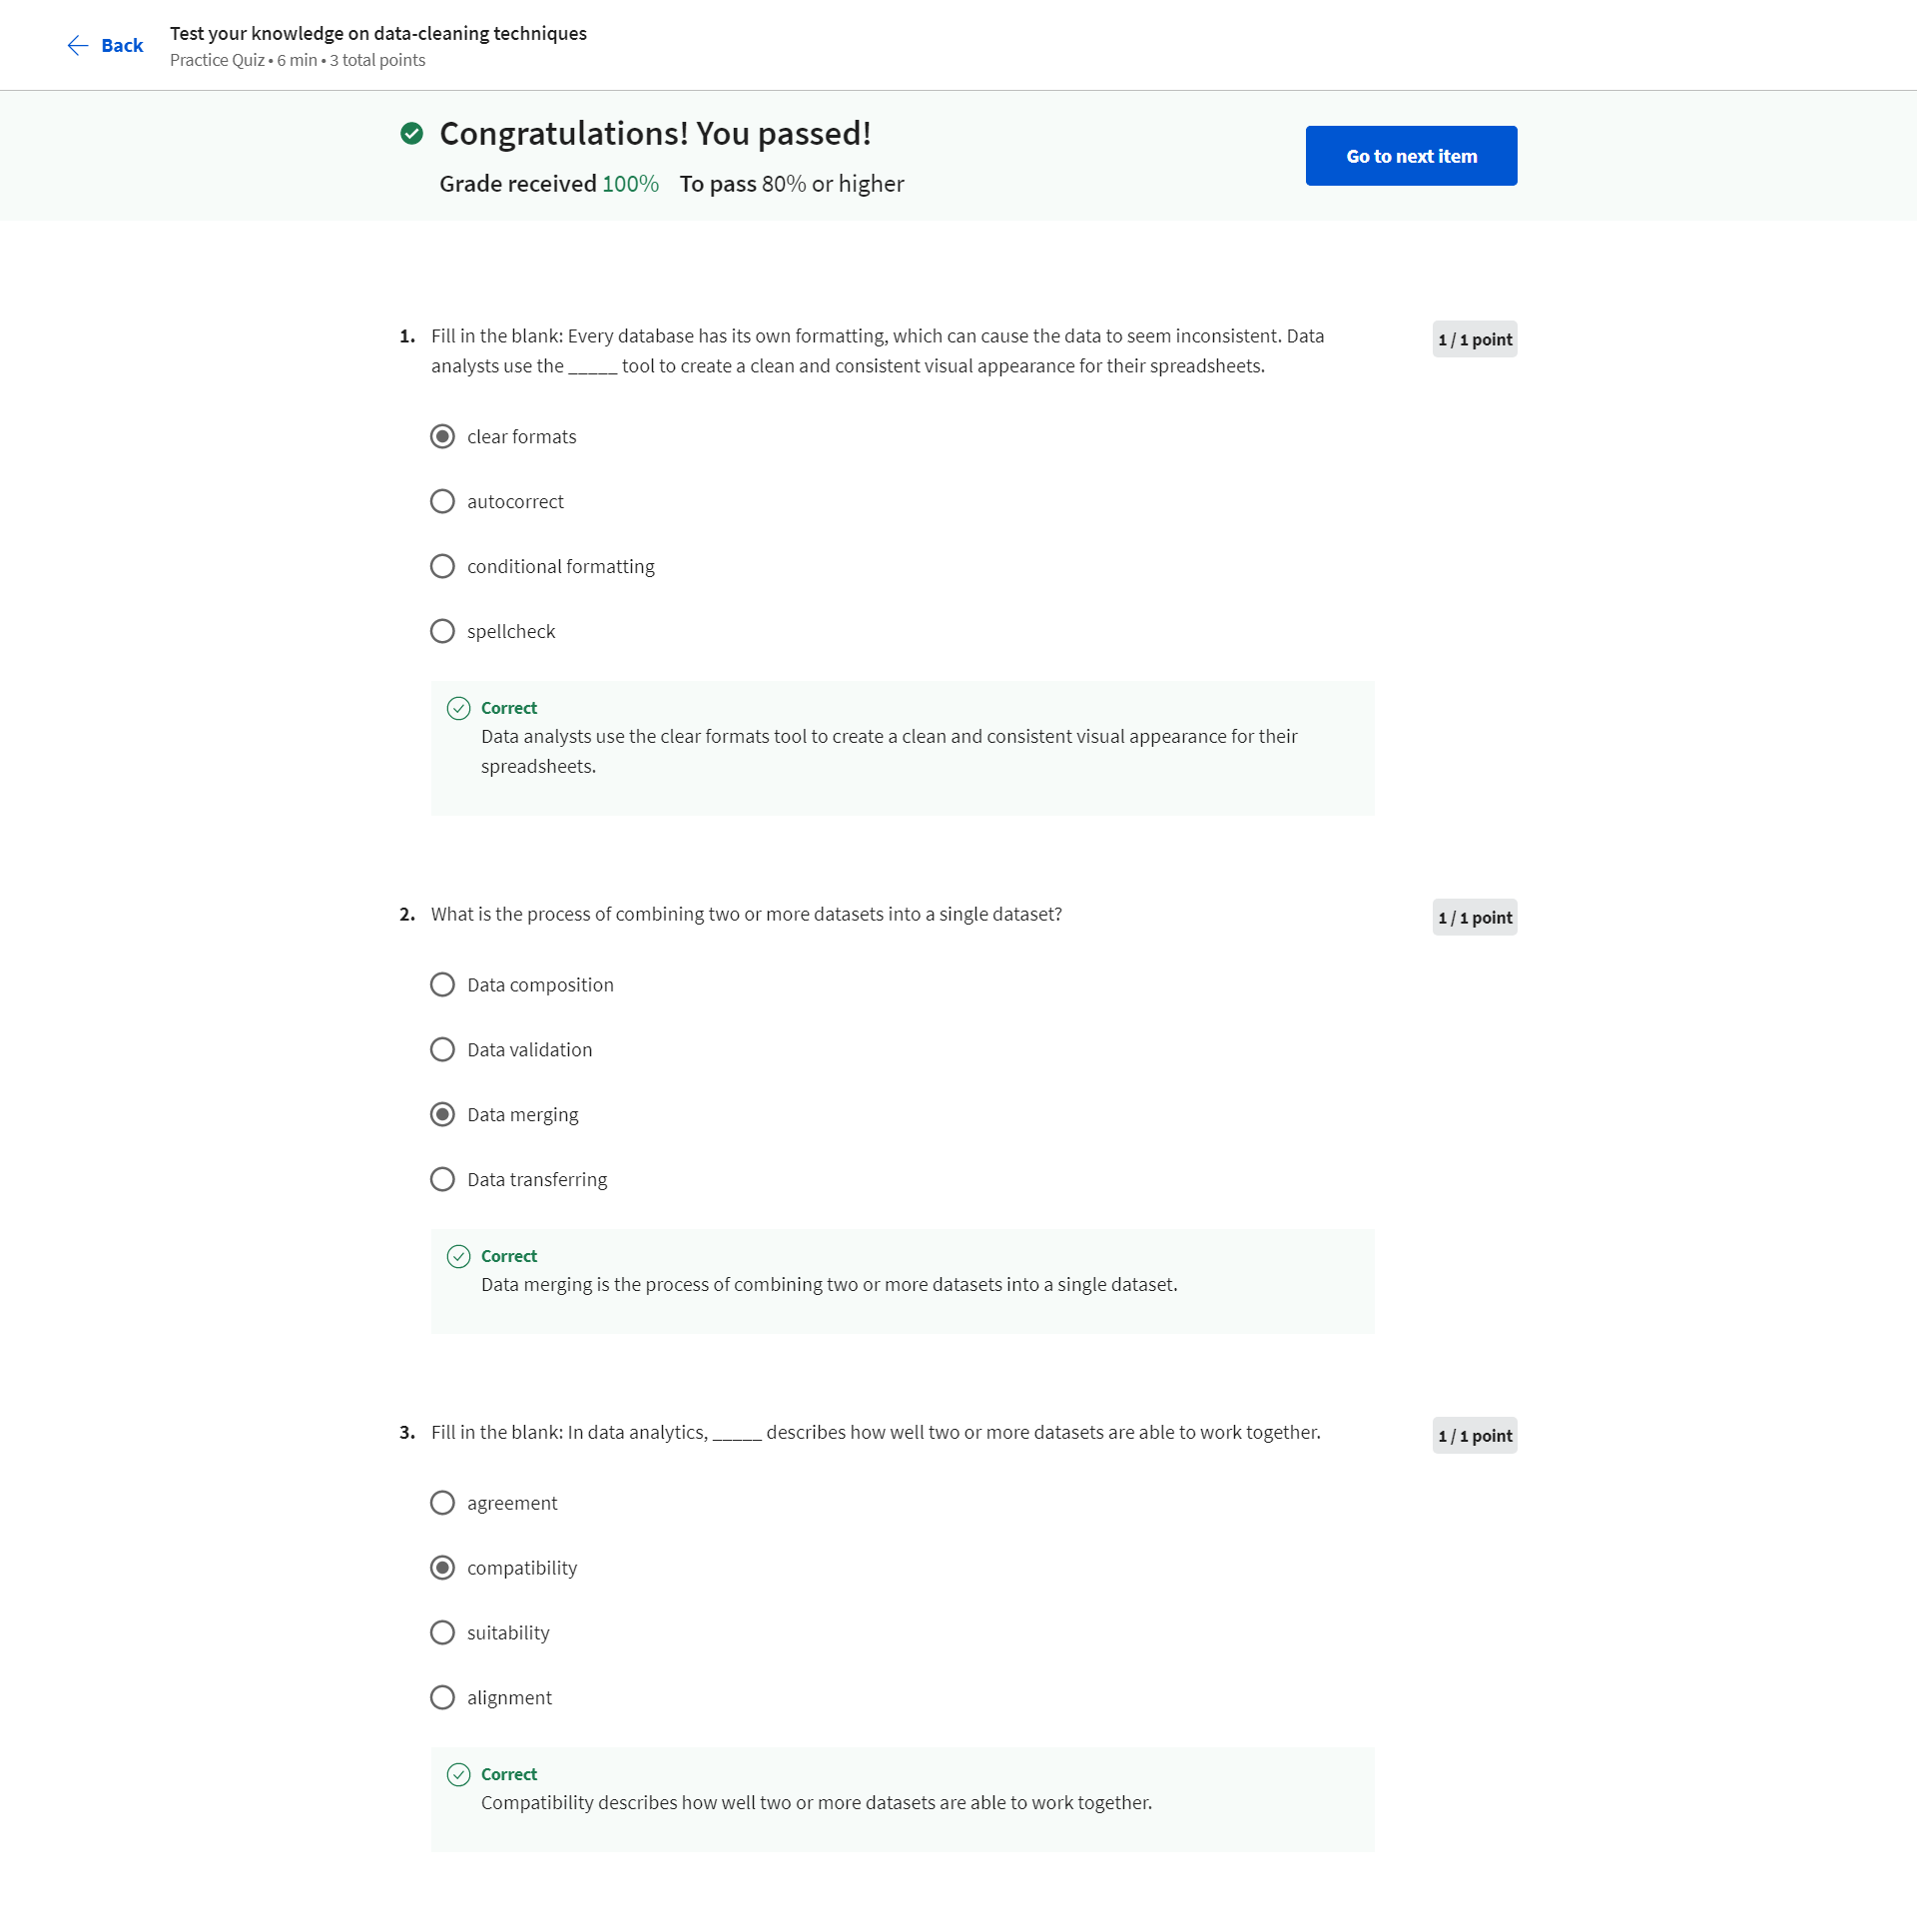 Back
Test your knowledge on data-cleaning techniques
Practice Quiz • 6 min • 3 total points
Congratulations! You passed!
Grade received 100% To pass 80% or higher
Go to next item
1. Fill in the blank: Every database has its own formatting, which can cause the data to seem inconsistent. Data
analysts use the _____ tool to create a clean and consistent visual appearance for their spreadsheets.
1 / 1 point
clear formats
autocorrect
conditional formatting
spellcheck
Correct
Data analysts use the clear formats tool to create a clean and consistent visual appearance for their
spreadsheets.
2. What is the process of combining two or more datasets into a single dataset?
1 / 1 point
Data composition
Data validation
Data merging
Data transferring
Correct
Data merging is the process of combining two or more datasets into a single dataset.
3. Fill in the blank: In data analytics, _____ describes how well two or more datasets are able to work together.
1 / 1 point
agreement
compatibility
suitability
alignment
Correct
Compatibility describes how well two or more datasets are able to work together.